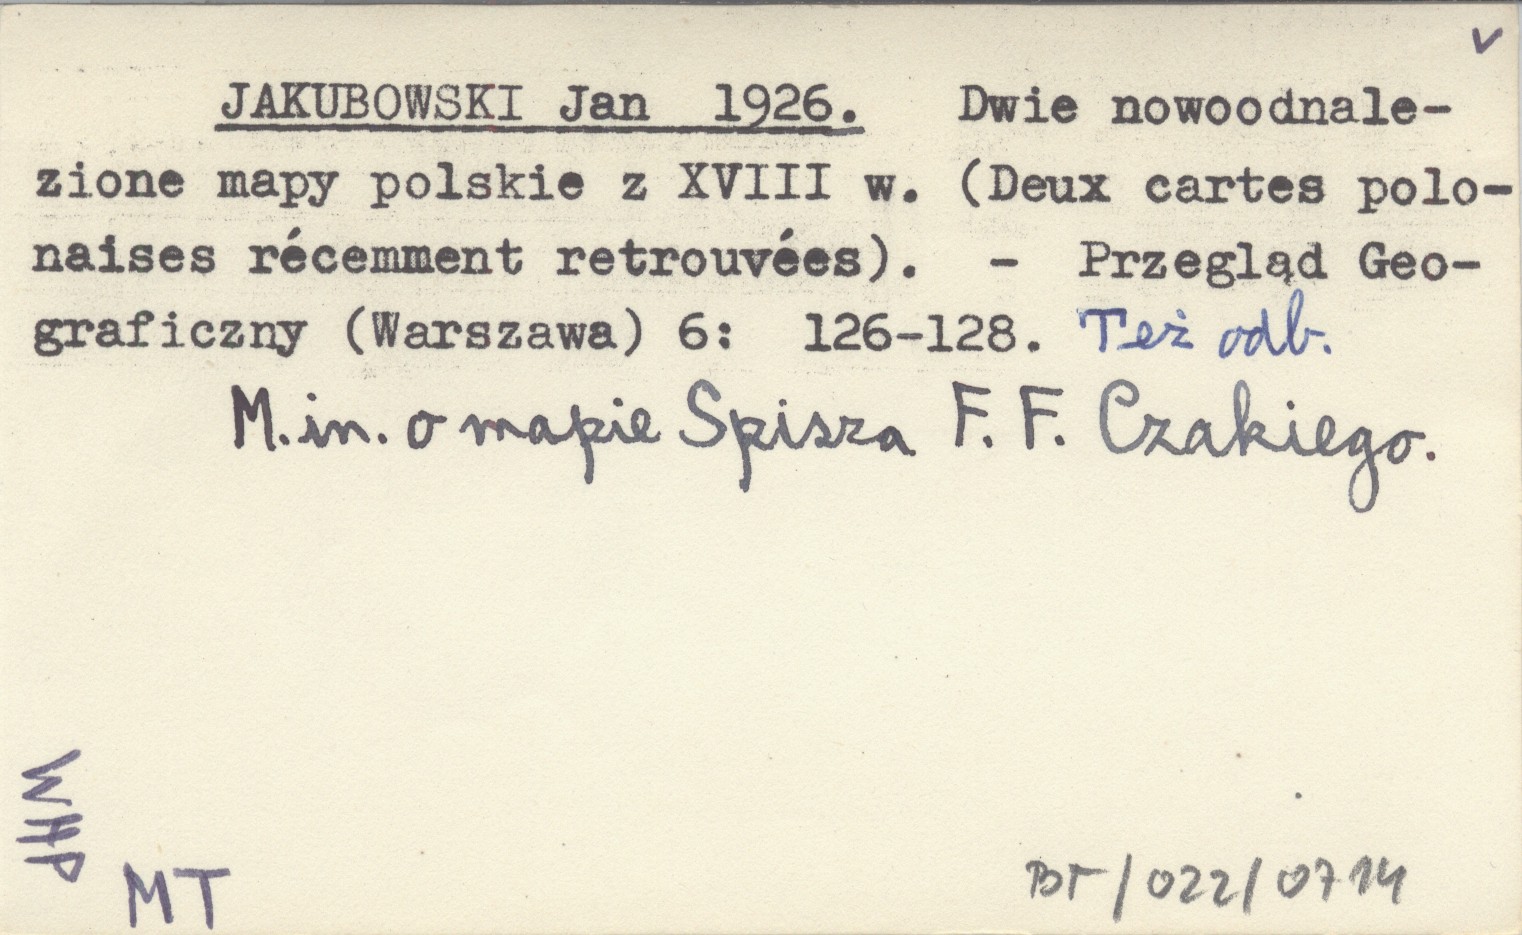 v
JAKUBOWSKI Jan 1926. Dwie nowoodnale-
zione mapy polskie z XVIII w. (Deux cartes polo-
naises récemment retrouvées). - Przegląd Geo-
graficzny (Warszawa) 6: 126-128. Też odb.
M.in. o mapie Spisza F. F. Czakiego.
WHP
MT
BT/022/0714